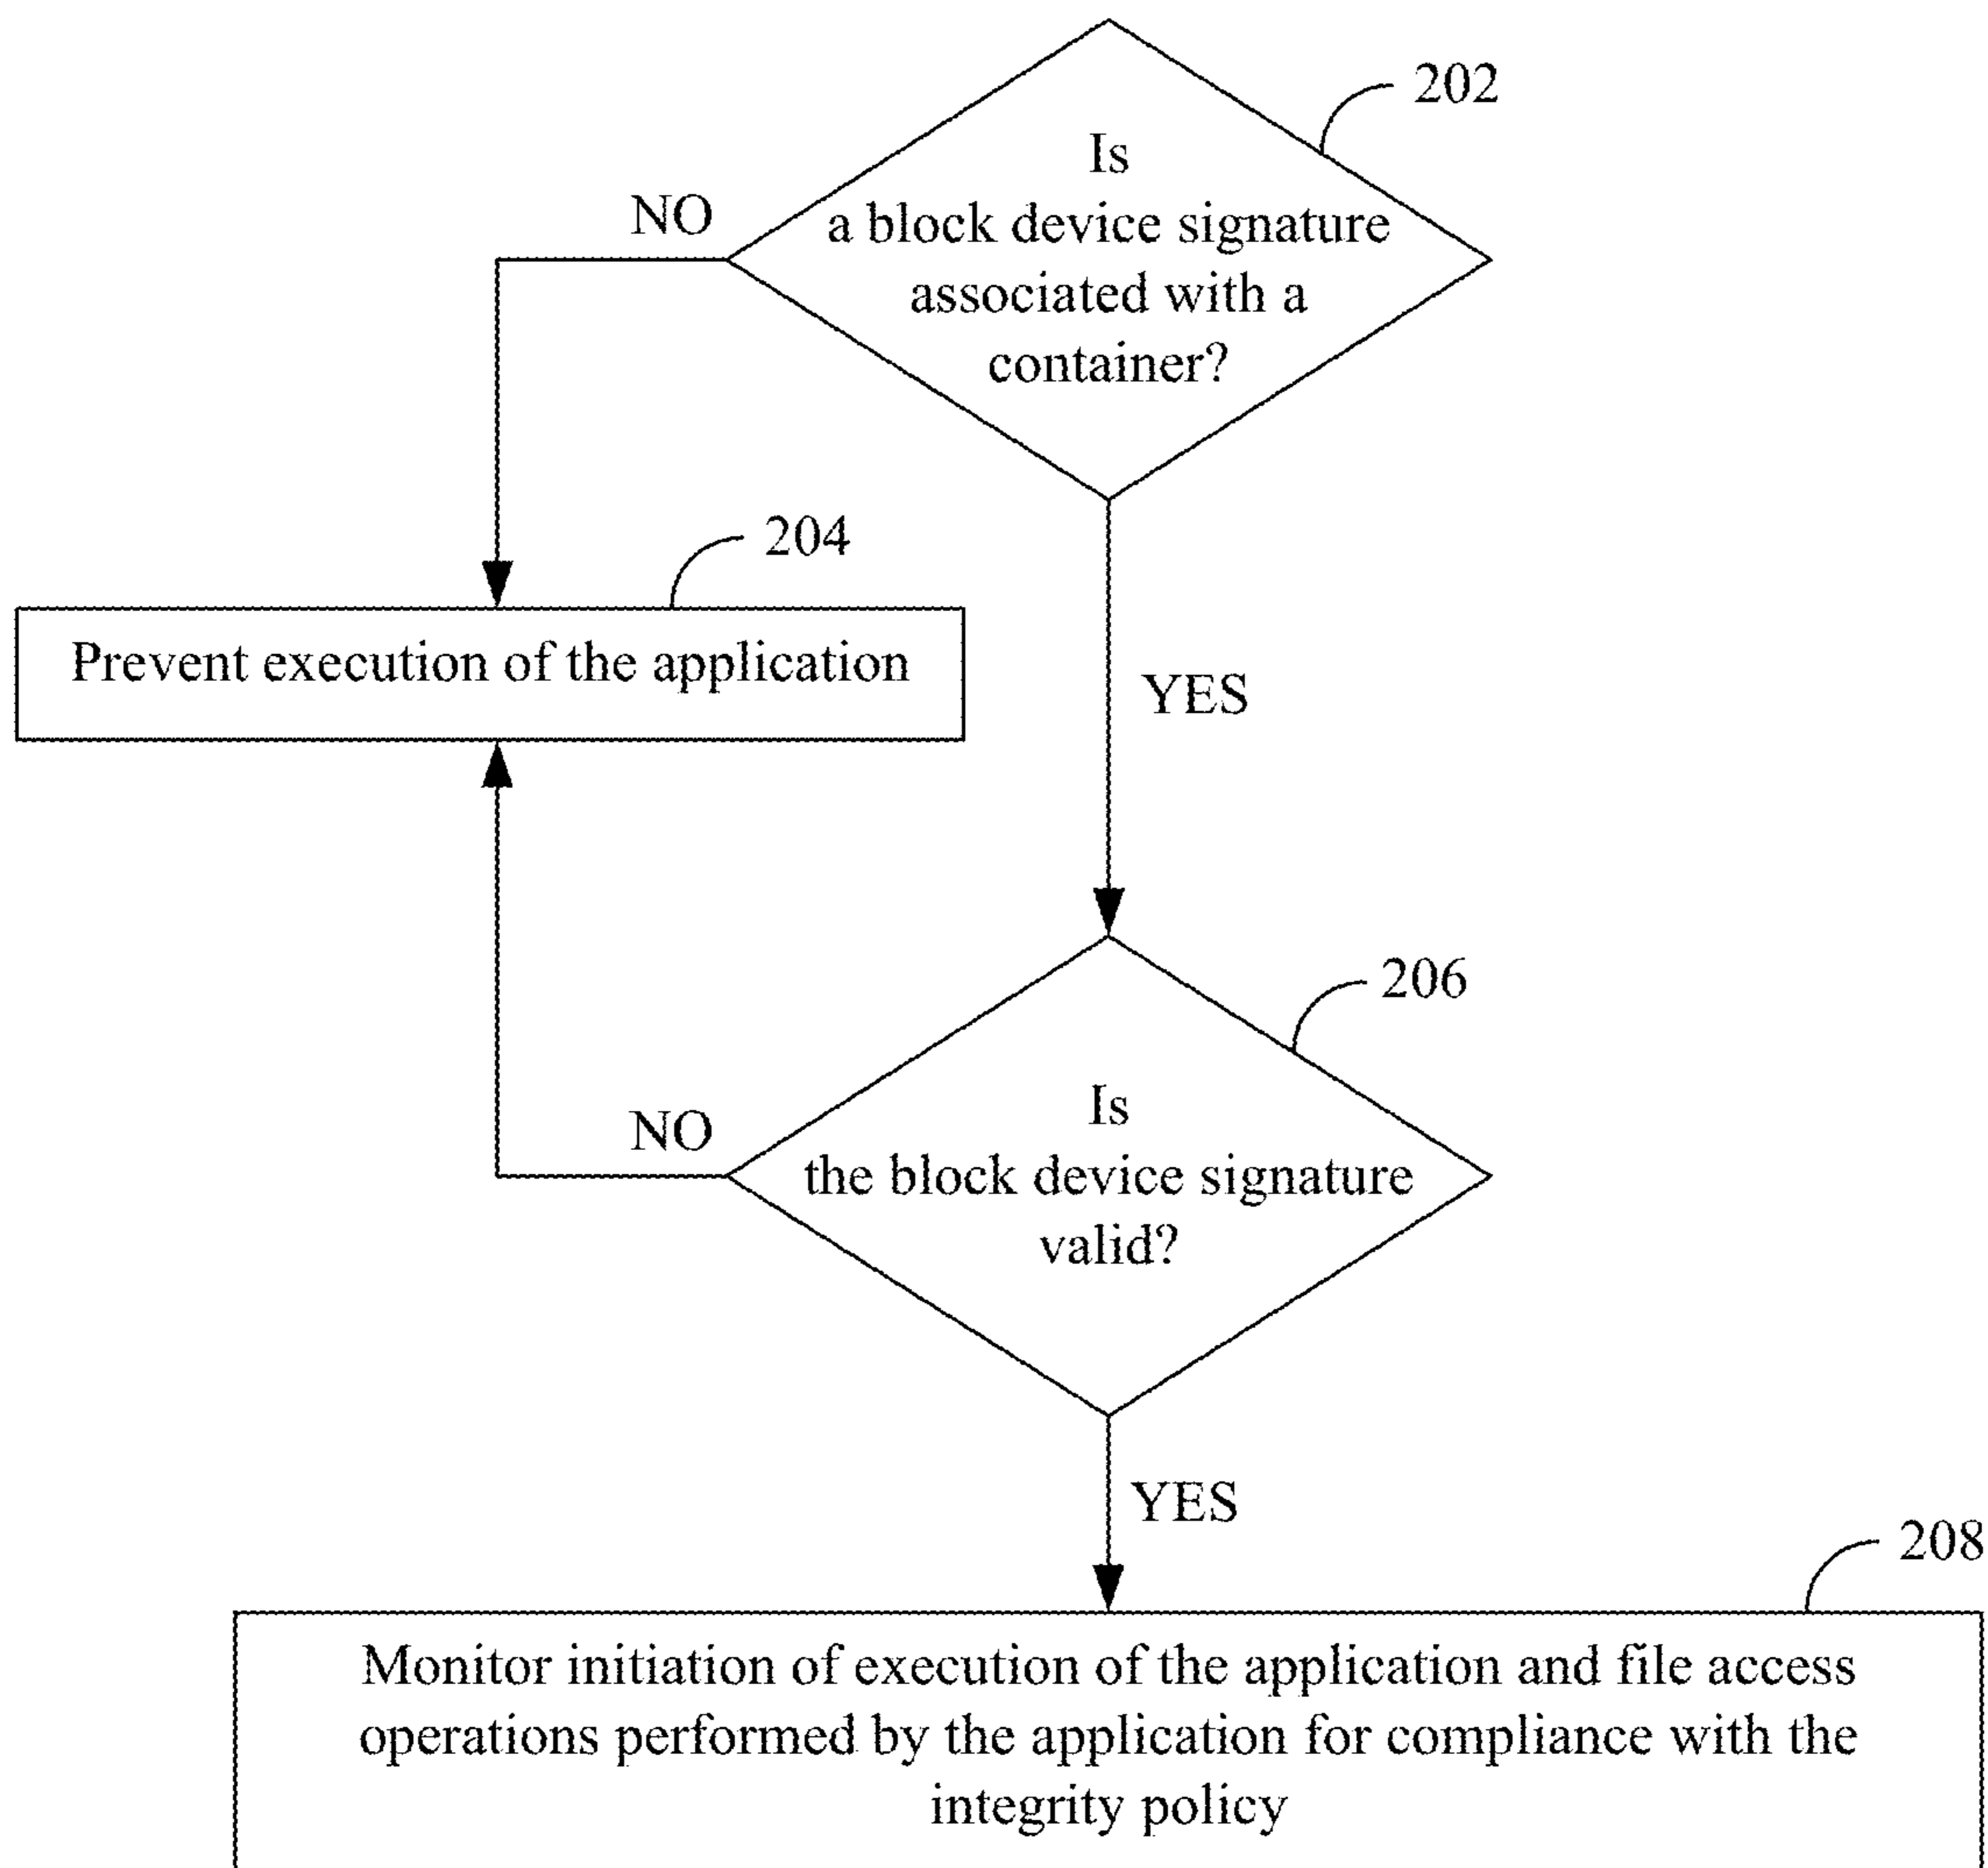 202
Is
a block device signature
associated with a
container?
NO
204
Prevent execution of the application
YES
206
Is
the block device signature
valid?
NO
YES
208
Monitor initiation of execution of the application and file access
operations performed by the application for compliance with the
integrity policy